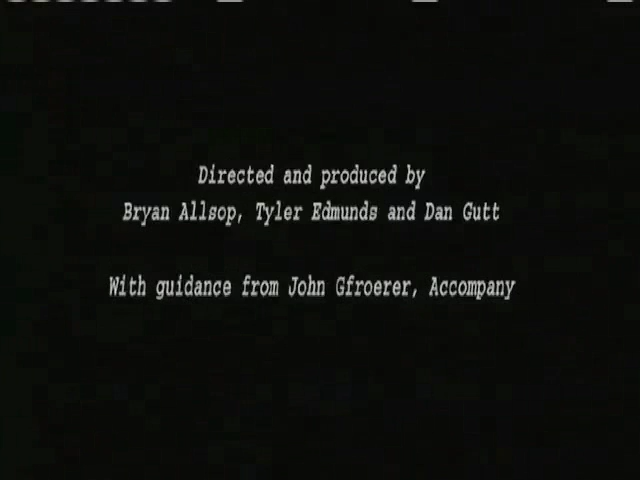 Directed and produced by
Bryan Allsop, Tyler Edmunds and Dan Gutt
With guidance from John Gfroerer, Accompany